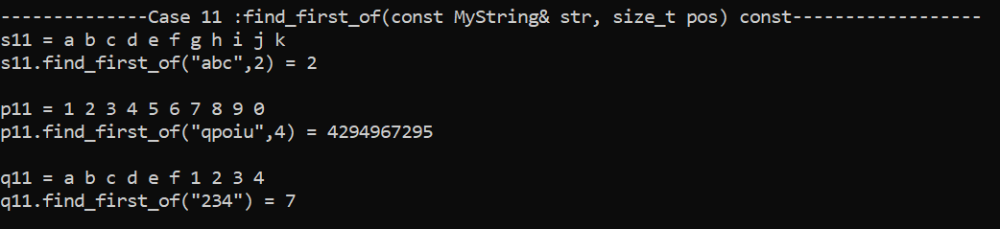 --------------Case 11 :find_first_of(const MyString& str, size_t pos) const------------------
s11 = a b c d e f g h i j k
s11.find_first_of("abc",2) = 2
p11 = 1 2 3 4 5 6 7 8 9 0
p11.find_first_of("qpoiu",4) = 4294967295
q11 = a b c d e f 1 2 3 4
q11.find_first_of("234") = 7